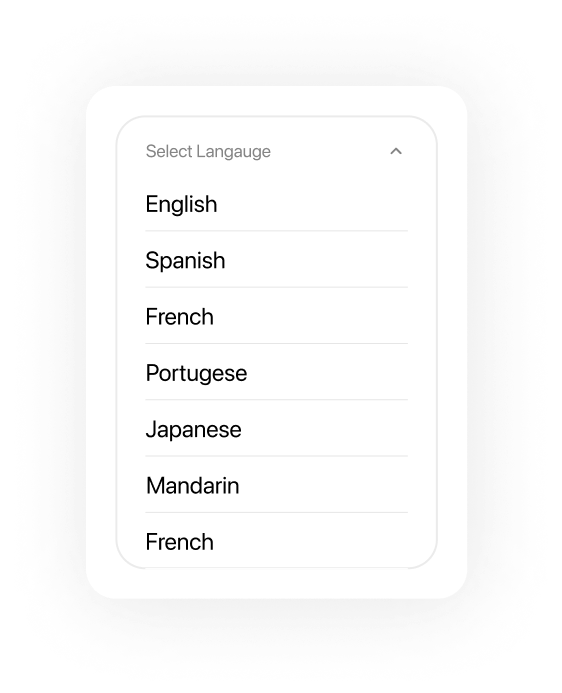 Select Langauge
English
Spanish
French
Portugese
Japanese
Mandarin
French